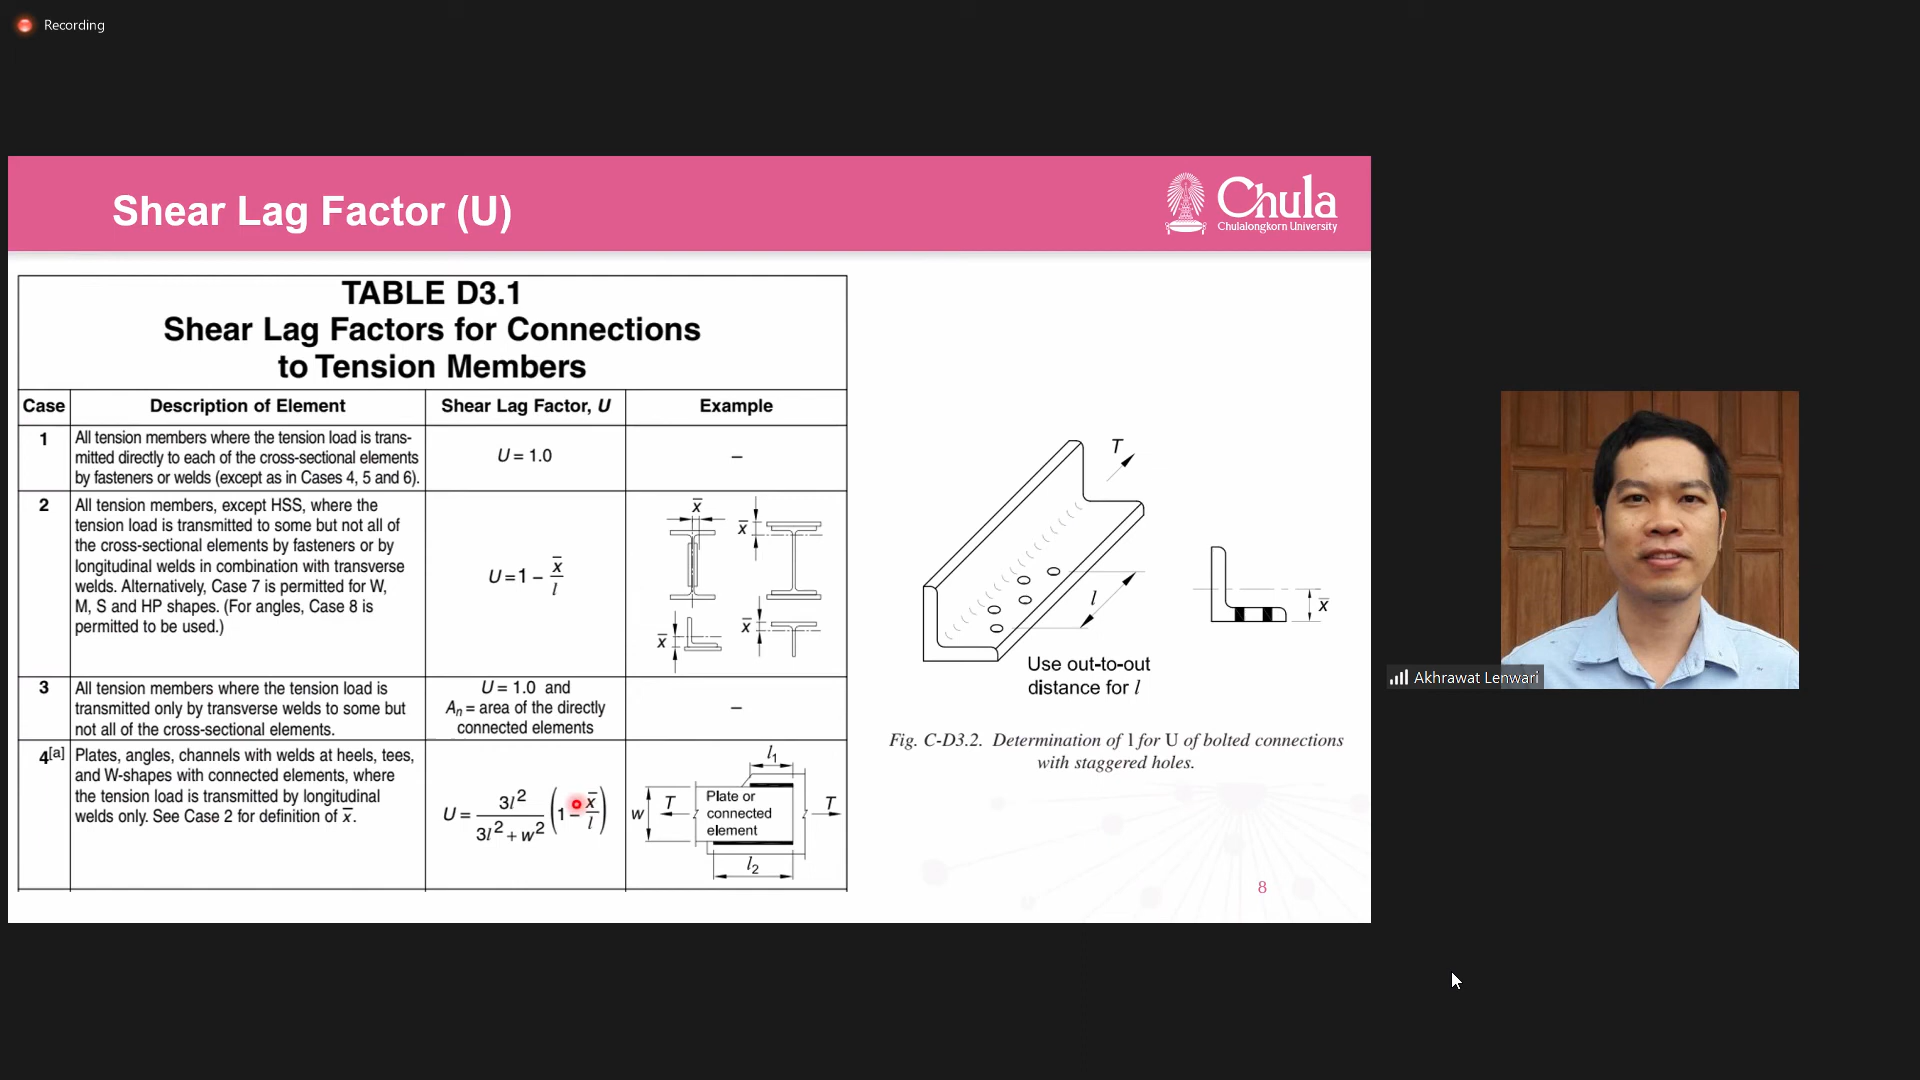 Recording
Shear Lag Factor (U)
Chula
Chulalongkorn University
TABLE D3.1
Shear Lag Factors for Connections
to Tension Members
Case
Description of Element
Shear Lag Factor, U
Example
1
All tension members where the tension load is trans-
mitted directly to each of the cross-sectional elements
by fasteners or welds (except as in Cases 4, 5 and 6).
U = 1.0
–
2
All tension members, except HSS, where the
tension load is transmitted to some but not all of
the cross-sectional elements by fasteners or by
longitudinal welds in combination with transverse
welds. Alternatively, Case 7 is permitted for W,
M, S and HP shapes. (For angles, Case 8 is
permitted to be used.)
U = 1 − x̄/l
x̄
x̄
x̄
x̄
3
All tension members where the tension load is
transmitted only by transverse welds to some but
not all of the cross-sectional elements.
U = 1.0 and
Aₙ = area of the directly
connected elements
–
4[a]
Plates, angles, channels with welds at heels, tees,
and W-shapes with connected elements, where
the tension load is transmitted by longitudinal
welds only. See Case 2 for definition of x̄.
U = 3l²/(3l² + w²) (1 − x̄/l)
l₁
w
T
Plate or
connected
element
T
l₂
T
l
x̄
Use out-to-out
distance for l
Fig. C-D3.2. Determination of l for U of bolted connections
with staggered holes.
8
Akhrawat Lenwari